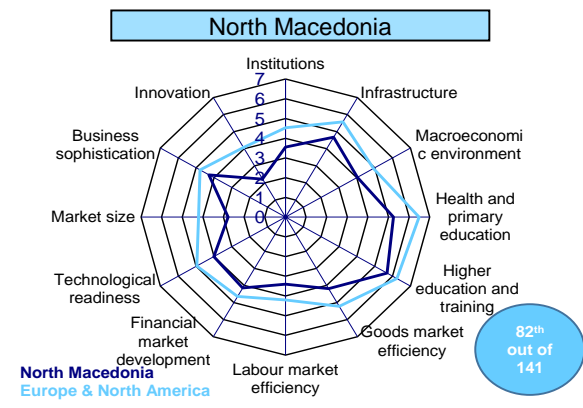 North Macedonia
Institutions
7
6
5
4
3
2
1
0
Infrastructure
Macroeconomi
c environment
Health and
primary
education
Higher
education and
training
Goods market
efficiency
Labour market
efficiency
Financial
market
development
Technological
readiness
Market size
Business
sophistication
Innovation
North Macedonia
Europe & North America
82th
out of
141